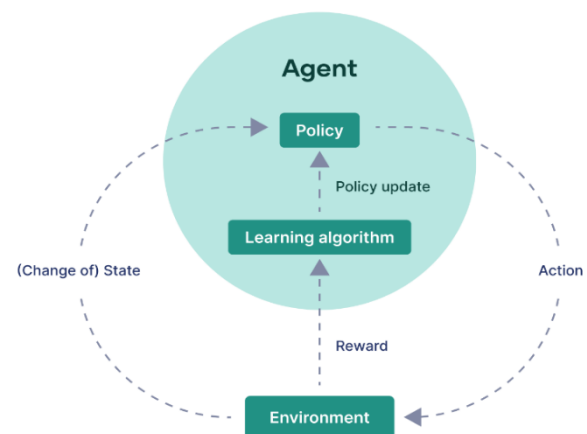 Agent
Policy
Policy update
Learning algorithm
(Change of) State
Action
Reward
Environment